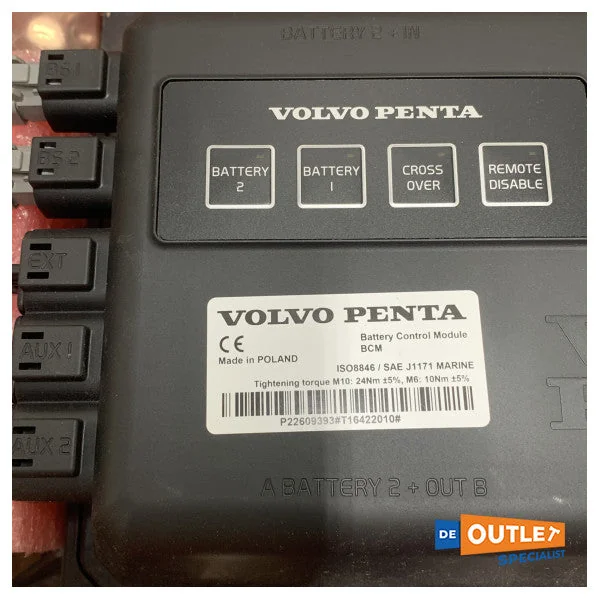 BATTERY 2 + IN
VOLVO PENTA
BATTERY
2
BATTERY
1
CROSS
OVER
REMOTE
DISABLE
BS 1
BS 2
EXT
AUX 1
AUX 2
VOLVO PENTA
CE
Battery Control Module
BCM
Made in POLAND
ISO8846 / SAE J1171 MARINE
Tightening torque M10: 24Nm ±5%, M6: 10Nm ±5%
P22609393#T16422010#
A BATTERY 2 + OUT B
DE OUTLET
SPECIALIST